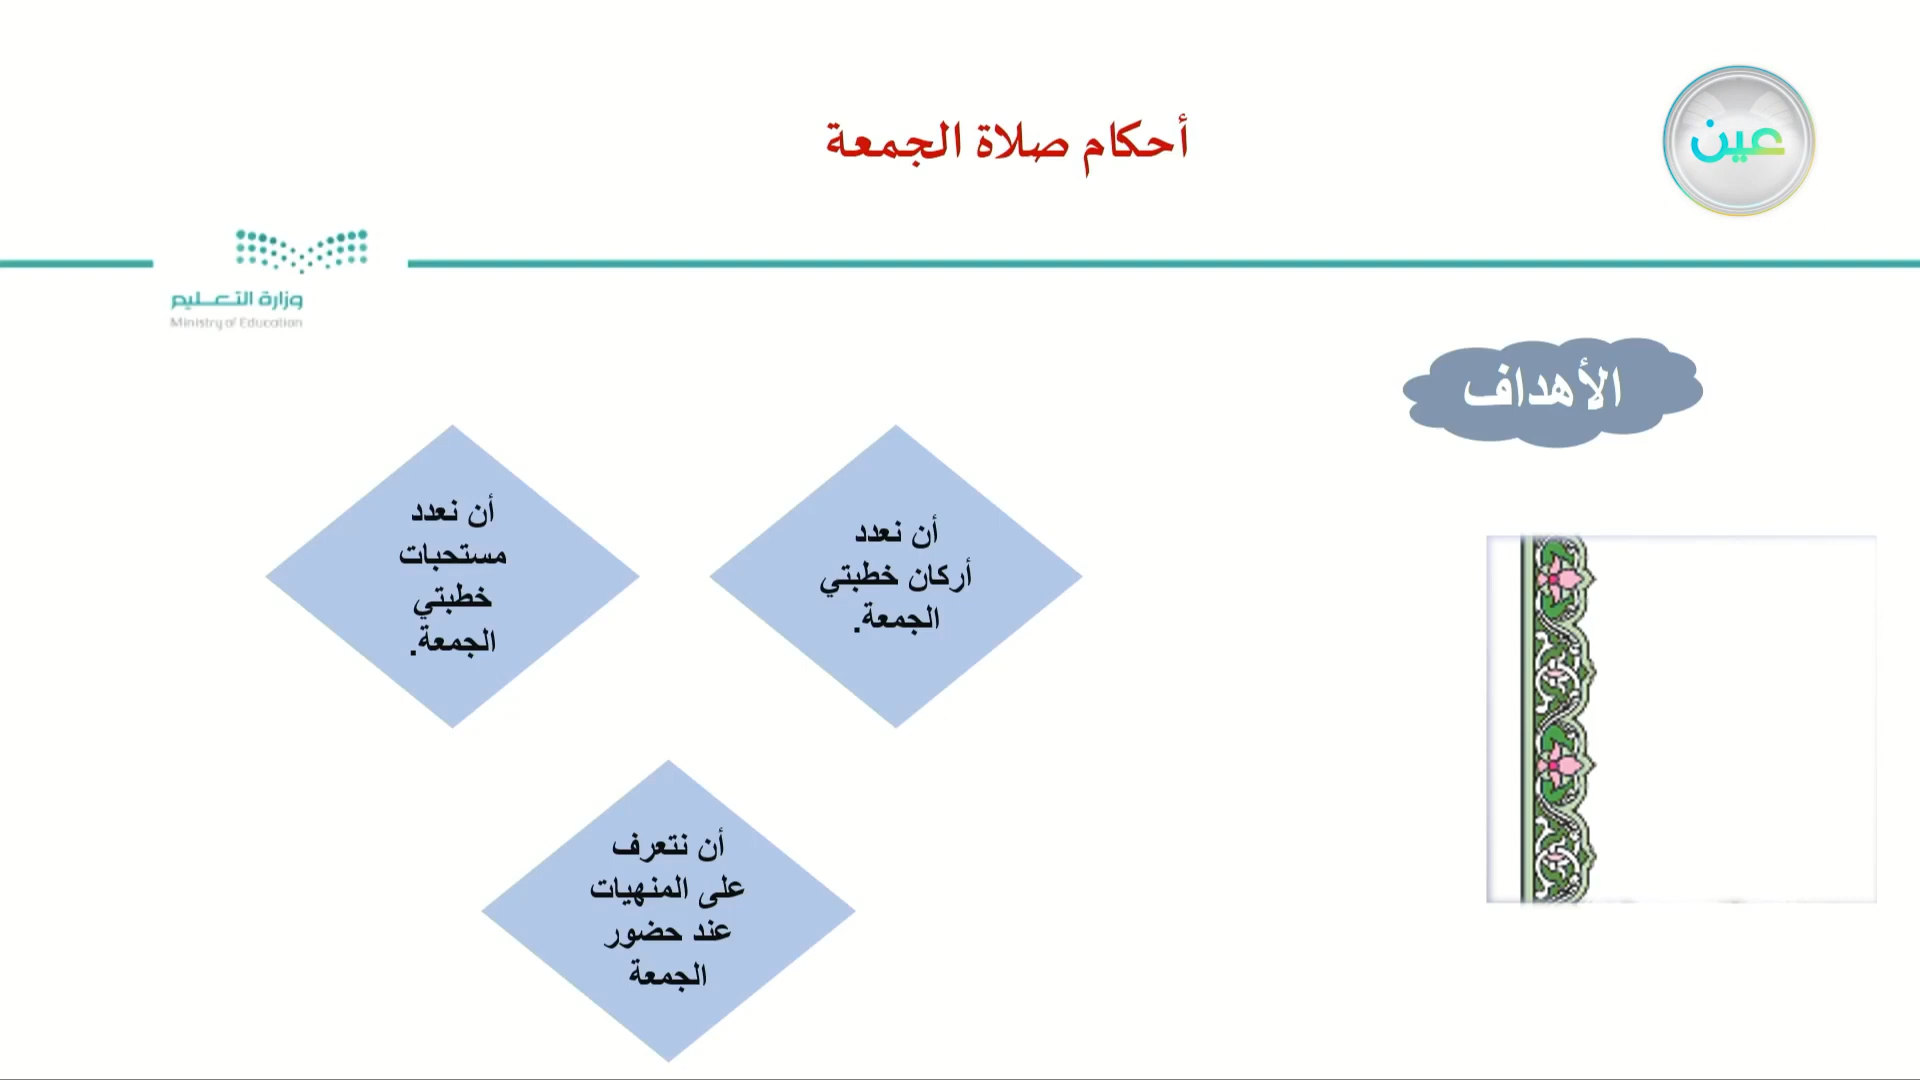 أحكام صلاة الجمعة
عين
وزارة التعليم
Ministry of Education
الأهداف
أن نعدد
أركان خطبتي
الجمعة.
أن نعدد
مستحبات
خطبتي
الجمعة.
أن نتعرف
على المنهيات
عند حضور
الجمعة